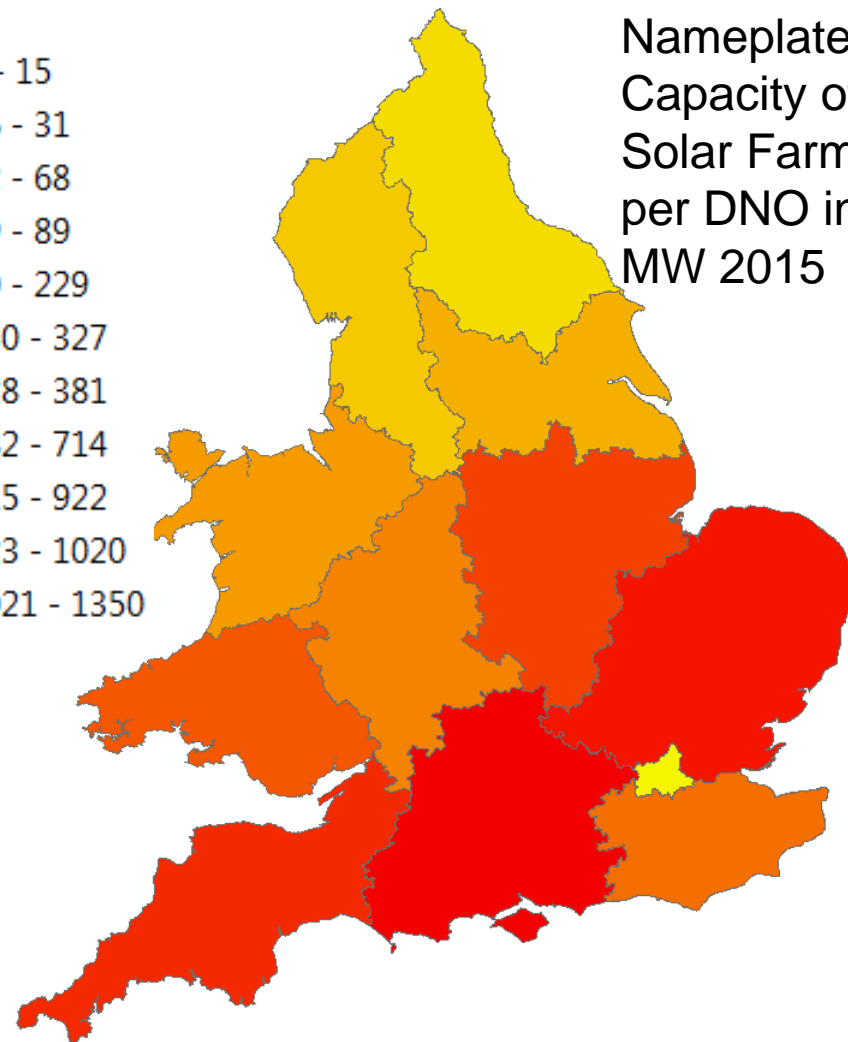 Nameplate
Capacity o
Solar Farm
per DNO in
MW 2015
- 15
- 31
- 68
- 89
- 229
0 - 327
8 - 381
2 - 714
5 - 922
3 - 1020
021 - 1350